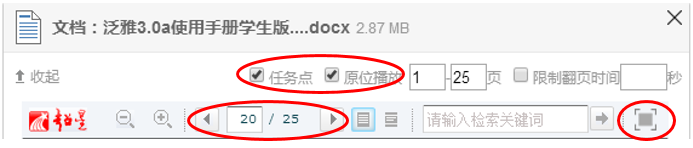 文档：泛雅3.0a使用手册学生版....docx 2.87 MB
收起 任务点 原位播放 1 - 25 页 限制翻页时间 秒
超星 20 / 25 请输入检索关键词